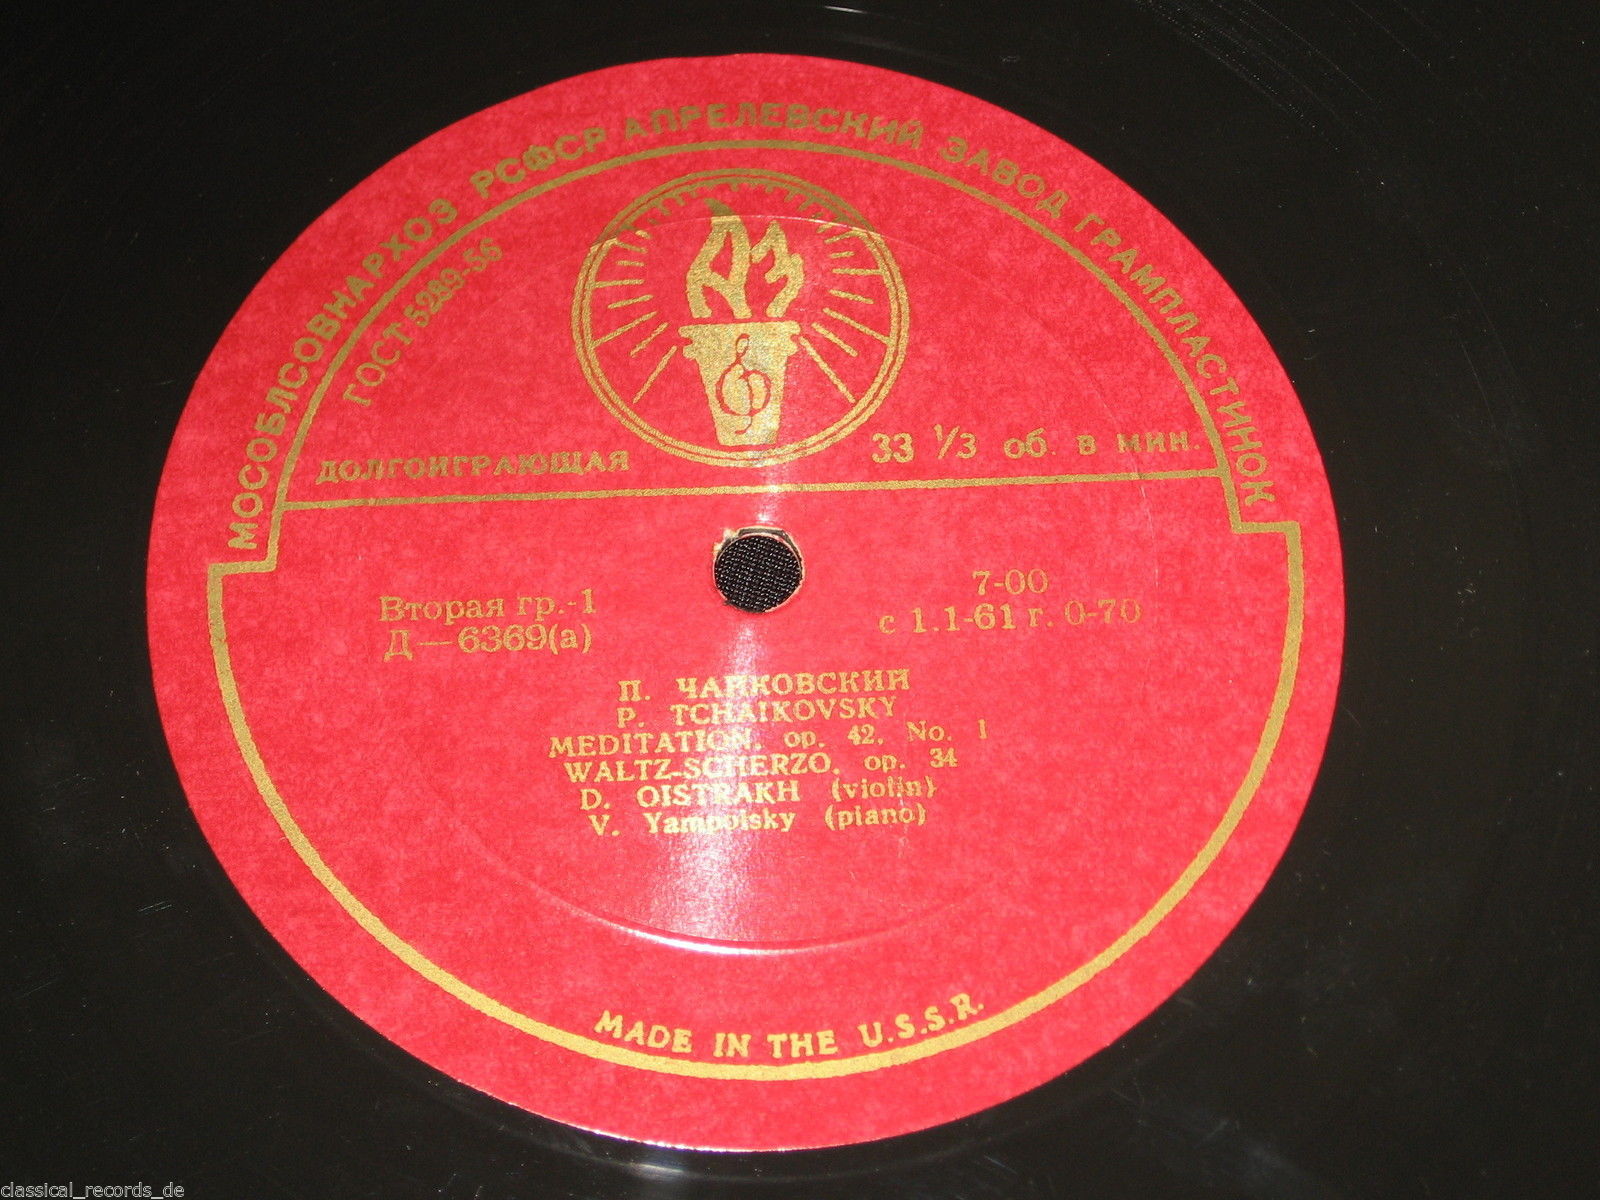 МОСОБЛСОВНАРХОЗ РСФСР АПРЕЛЕВСКИЙ ЗАВОД ГРАМПЛАСТИНОК
ГОСТ 5289-56
АЗ
ДОЛГОИГРАЮЩАЯ
33 1/3 об. в мин.
Вторая гр.-1
Д—6369(а)
7-00
с 1.1-61 г. 0-70
П. ЧАЙКОВСКИЙ
P. TCHAIKOVSKY
MEDITATION, op. 42, No. 1
WALTZ-SCHERZO, op. 34
D. OISTRAKH (violin)
V. Yampolsky (piano)
MADE IN THE U.S.S.R.
classical_records_de